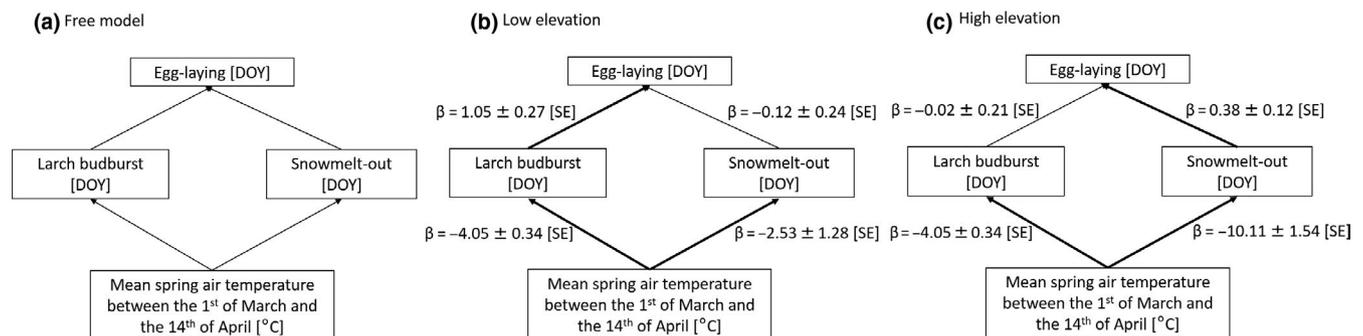 (a) Free model
Egg-laying [DOY]
Larch budburst
[DOY]
Snowmelt-out
[DOY]
Mean spring air temperature
between the 1st of March and
the 14th of April [°C]
(b) Low elevation
Egg-laying [DOY]
β = 1.05 ± 0.27 [SE]
β = –0.12 ± 0.24 [SE]
Larch budburst
[DOY]
Snowmelt-out
[DOY]
β = –4.05 ± 0.34 [SE]
β = –2.53 ± 1.28 [SE]
Mean spring air temperature
between the 1st of March and
the 14th of April [°C]
(c) High elevation
Egg-laying [DOY]
β = –0.02 ± 0.21 [SE]
β = 0.38 ± 0.12 [SE]
Larch budburst
[DOY]
Snowmelt-out
[DOY]
β = –4.05 ± 0.34 [SE]
β = –10.11 ± 1.54 [SE]
Mean spring air temperature
between the 1st of March and
the 14th of April [°C]